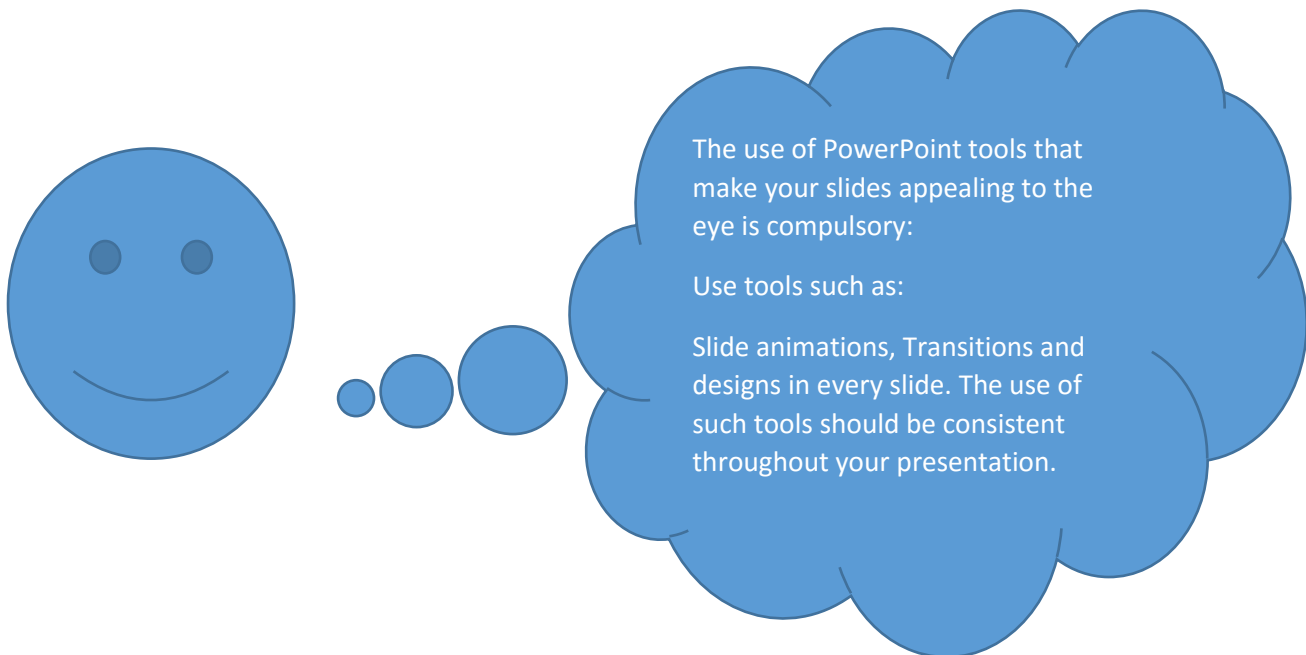 The use of PowerPoint tools that
make your slides appealing to the
eye is compulsory:
Use tools such as:
Slide animations, Transitions and
designs in every slide. The use of
such tools should be consistent
throughout your presentation.